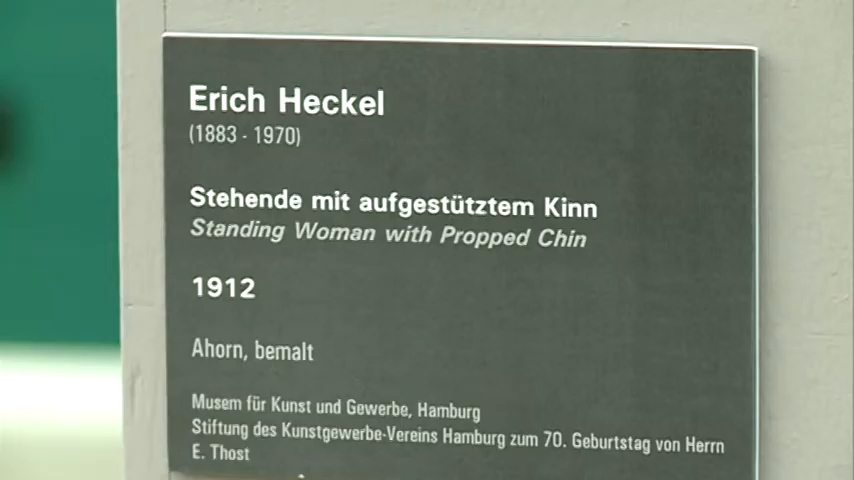 Erich Heckel
(1883 - 1970)
Stehende mit aufgestütztem Kinn
Standing Woman with Propped Chin
1912
Ahorn, bemalt
Musem für Kunst und Gewerbe, Hamburg
Stiftung des Kunstgewerbe-Vereins Hamburg zum 70. Geburtstag von Herrn
E. Thost